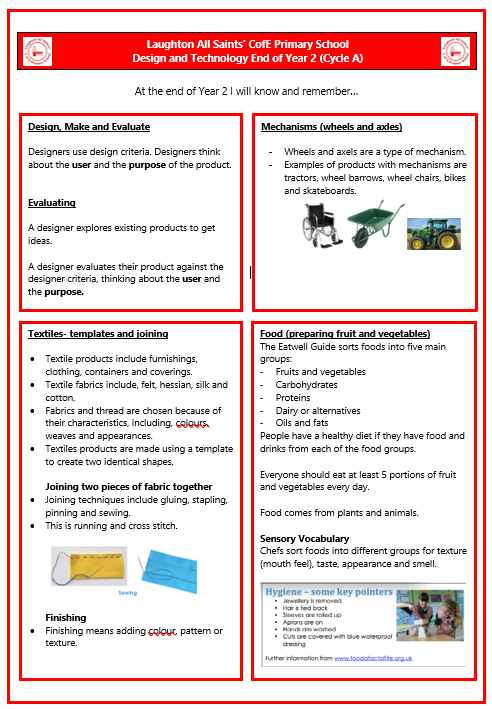 Laughton All Saints’ CofE Primary School
Design and Technology End of Year 2 (Cycle A)
At the end of Year 2 I will know and remember…
Design, Make and Evaluate
Designers use design criteria. Designers think
about the user and the purpose of the product.
Evaluating
A designer explores existing products to get
ideas.
A designer evaluates their product against the
designer criteria, thinking about the user and
the purpose.
Mechanisms (wheels and axles)
- Wheels and axels are a type of mechanism.
- Examples of products with mechanisms are
tractors, wheel barrows, wheel chairs, bikes
and skateboards.
Textiles- templates and joining
• Textile products include furnishings,
clothing, containers and coverings.
• Textile fabrics include, felt, hessian, silk and
cotton.
• Fabrics and thread are chosen because of
their characteristics, including, colours,
weaves and appearances.
• Textiles products are made using a template
to create two identical shapes.
Joining two pieces of fabric together
• Joining techniques include gluing, stapling,
pinning and sewing.
• This is running and cross stitch.
Sewing
Finishing
• Finishing means adding colour, pattern or
texture.
Food (preparing fruit and vegetables)
The Eatwell Guide sorts foods into five main
groups:
- Fruits and vegetables
- Carbohydrates
- Proteins
- Dairy or alternatives
- Oils and fats
People have a healthy diet if they have food and
drinks from each of the food groups.
Everyone should eat at least 5 portions of fruit
and vegetables every day.
Food comes from plants and animals.
Sensory Vocabulary
Chefs sort foods into different groups for texture
(mouth feel), taste, appearance and smell.
Hygiene – some key pointers
• Jewellery is removed
• Hair is tied back
• Sleeves are rolled up
• Aprons are on
• Hands are washed
• Cuts are covered with blue waterproof
dressing
Further information from www.foodafactoflife.org.uk